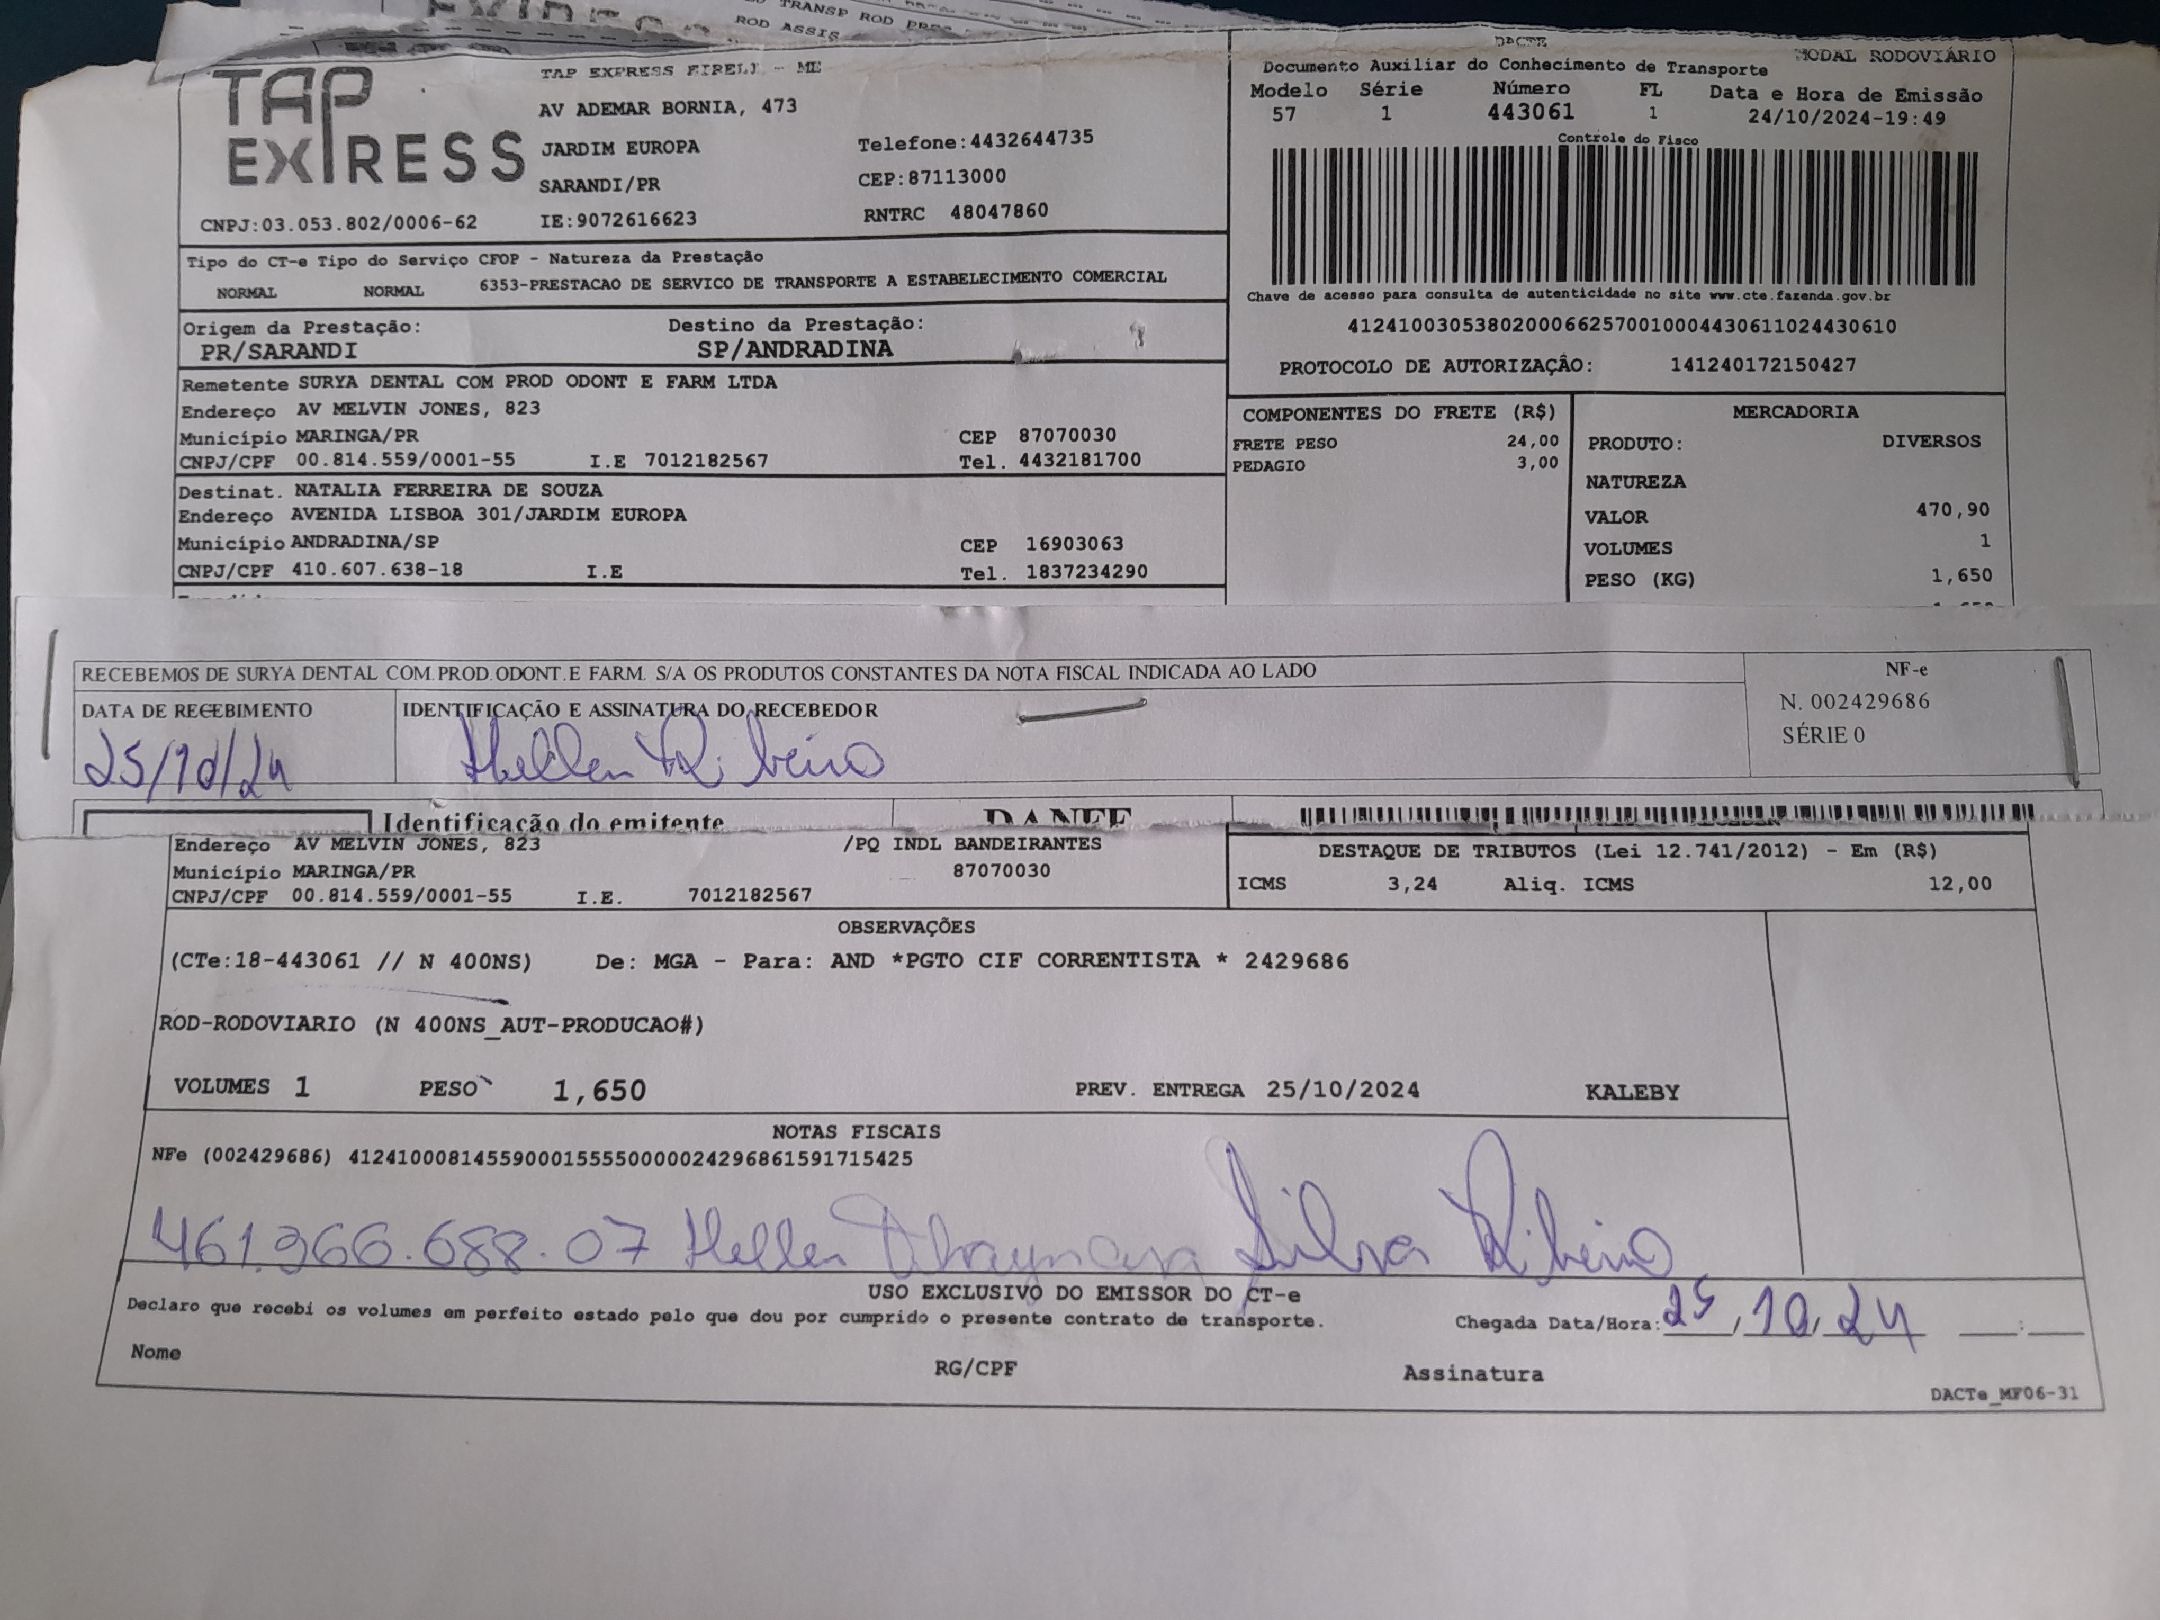 TRANSP ROD
ROD ASSIS
TAP
EXPRESS
TAP EXPRESS EIRELI - ME
AV ADEMAR BORNIA, 473
JARDIM EUROPA Telefone:4432644735
SARANDI/PR CEP:87113000
CNPJ:03.053.802/0006-62 IE:9072616623 RNTRC 48047860
DACTE MODAL RODOVIÁRIO
Documento Auxiliar do Conhecimento de Transporte
Modelo Série Número FL Data e Hora de Emissão
57 1 443061 1 24/10/2024-19:49
Controle do Fisco
Chave de acesso para consulta de autenticidade no site www.cte.fazenda.gov.br
41241003053802000662570010004430611024430610
PROTOCOLO DE AUTORIZAÇÃO: 141240172150427
Tipo do CT-e Tipo do Serviço CFOP - Natureza da Prestação
NORMAL NORMAL 6353-PRESTACAO DE SERVICO DE TRANSPORTE A ESTABELECIMENTO COMERCIAL
Origem da Prestação: Destino da Prestação:
PR/SARANDI SP/ANDRADINA
Remetente SURYA DENTAL COM PROD ODONT E FARM LTDA
Endereço AV MELVIN JONES, 823
Município MARINGA/PR CEP 87070030
CNPJ/CPF 00.814.559/0001-55 I.E 7012182567 Tel. 4432181700
Destinat. NATALIA FERREIRA DE SOUZA
Endereço AVENIDA LISBOA 301/JARDIM EUROPA
Município ANDRADINA/SP CEP 16903063
CNPJ/CPF 410.607.638-18 I.E Tel. 1837234290
COMPONENTES DO FRETE (R$)
FRETE PESO 24,00
PEDAGIO 3,00
MERCADORIA
PRODUTO: DIVERSOS
NATUREZA
VALOR 470,90
VOLUMES 1
PESO (KG) 1,650
RECEBEMOS DE SURYA DENTAL COM.PROD.ODONT.E FARM. S/A OS PRODUTOS CONSTANTES DA NOTA FISCAL INDICADA AO LADO
DATA DE RECEBIMENTO IDENTIFICAÇÃO E ASSINATURA DO RECEBEDOR
25/10/24 Hellen Ribeiro
NF-e
N. 002429686
SÉRIE 0
Identificação do emitente DANFE
Endereço AV MELVIN JONES, 823 /PQ INDL BANDEIRANTES
Município MARINGA/PR 87070030
CNPJ/CPF 00.814.559/0001-55 I.E. 7012182567
DESTAQUE DE TRIBUTOS (Lei 12.741/2012) - Em (R$)
ICMS 3,24 Aliq. ICMS 12,00
OBSERVAÇÕES
(CTe:18-443061 // N 400NS) De: MGA - Para: AND *PGTO CIF CORRENTISTA * 2429686
ROD-RODOVIARIO (N 400NS_AUT-PRODUCAO#)
VOLUMES 1 PESO 1,650 PREV. ENTREGA 25/10/2024 KALEBY
NOTAS FISCAIS
NFe (002429686) 41241000814559000155550000024296861591715425
461.966.688.07 Hellen Dhaynara Silva Ribeiro
USO EXCLUSIVO DO EMISSOR DO CT-e
Declaro que recebi os volumes em perfeito estado pelo que dou por cumprido o presente contrato de transporte. Chegada Data/Hora: 25/10/24 :
Nome RG/CPF Assinatura
DACTe_MF06-31